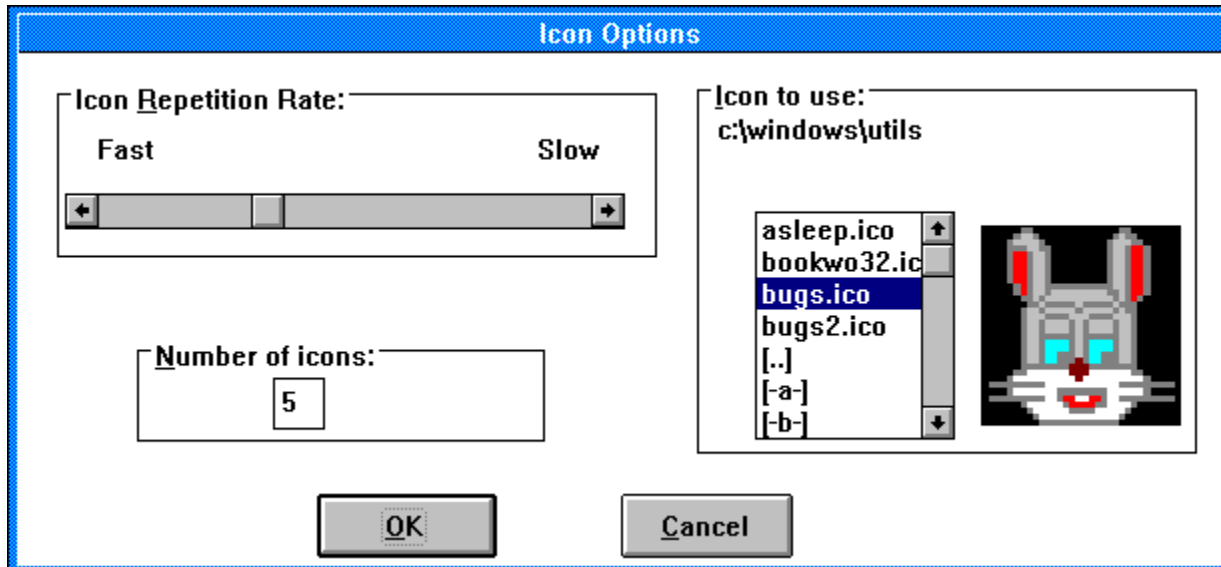 Icon Options
Icon Repetition Rate:
Fast Slow
Number of icons:
5
Icon to use:
c:\windows\utils
asleep.ico
bookwo32.ic
bugs.ico
bugs2.ico
[..]
[-a-]
[-b-]
OK
Cancel